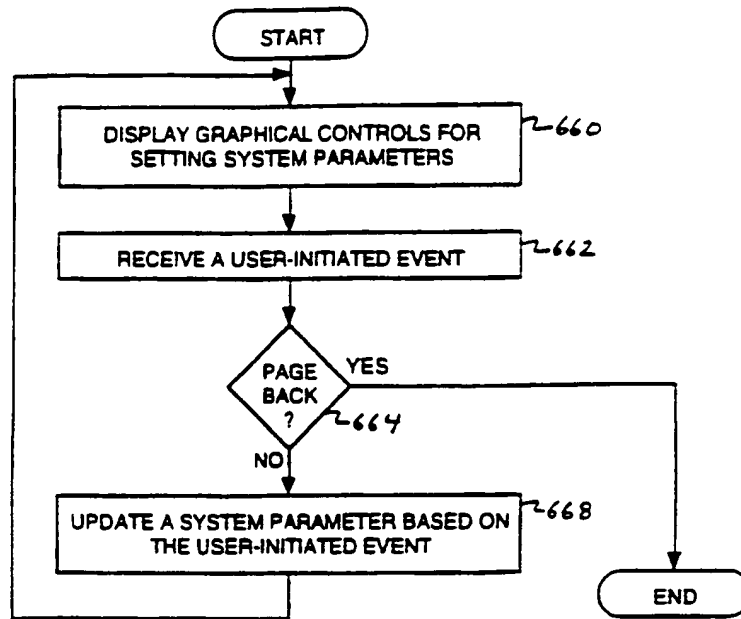 START
DISPLAY GRAPHICAL CONTROLS FOR
SETTING SYSTEM PARAMETERS
660
RECEIVE A USER-INITIATED EVENT
662
PAGE
BACK
?
YES
664
NO
UPDATE A SYSTEM PARAMETER BASED ON
THE USER-INITIATED EVENT
668
END